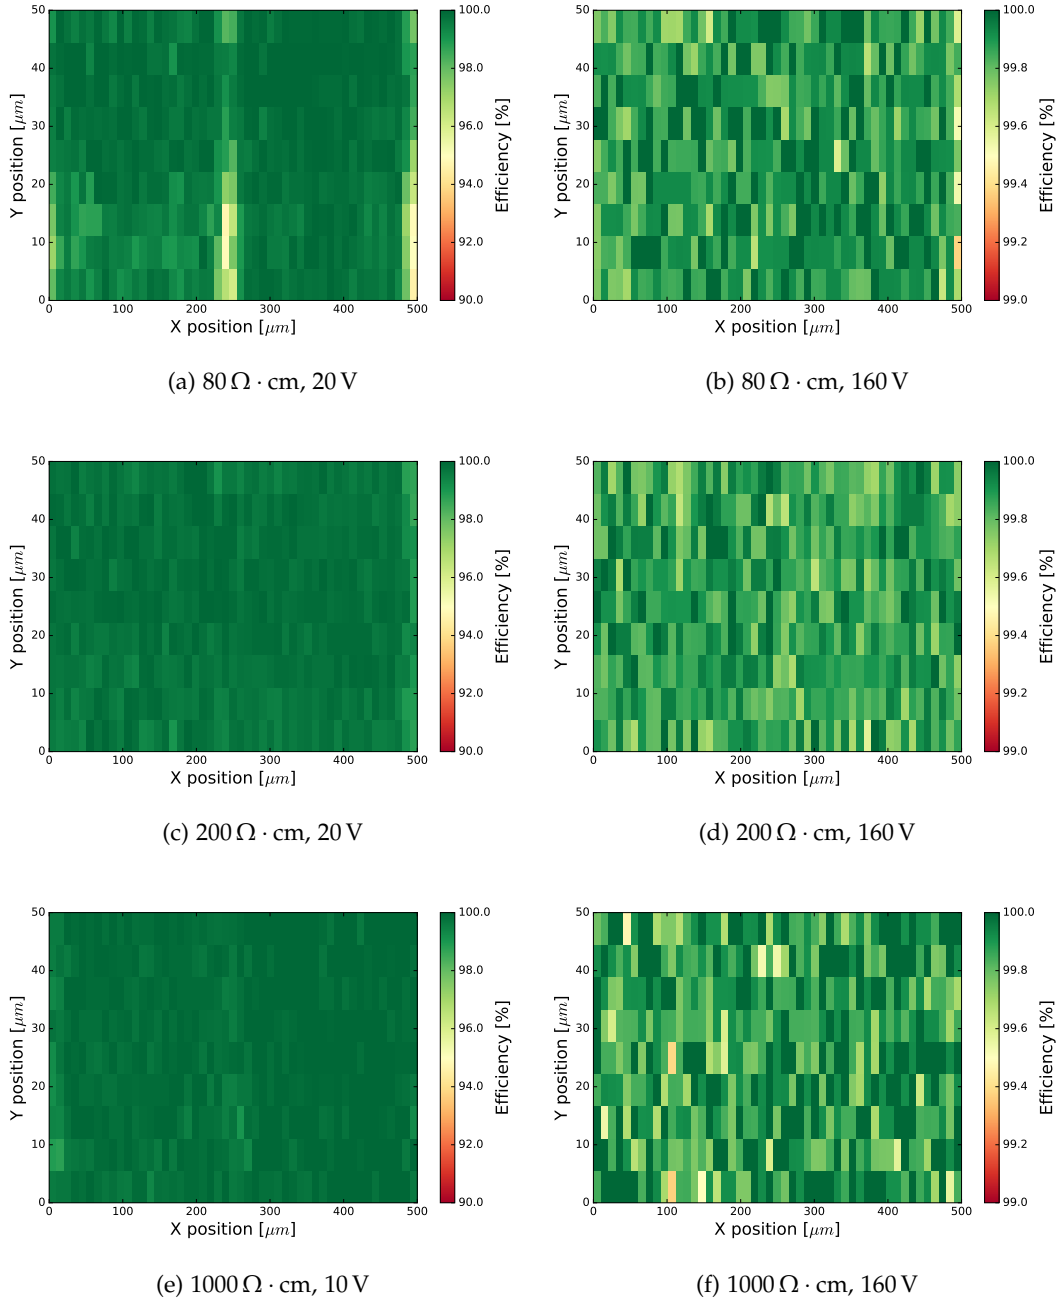 50
40
30
20
10
0
0 100 200 300 400 500
X position [μm]
Y position [μm]
100.0
98.0
96.0
94.0
92.0
90.0
Efficiency [%]
50
40
30
20
10
0
0 100 200 300 400 500
X position [μm]
Y position [μm]
100.0
99.8
99.6
99.4
99.2
99.0
Efficiency [%]
(a) 80 Ω · cm, 20 V
(b) 80 Ω · cm, 160 V
50
40
30
20
10
0
0 100 200 300 400 500
X position [μm]
Y position [μm]
100.0
98.0
96.0
94.0
92.0
90.0
Efficiency [%]
50
40
30
20
10
0
0 100 200 300 400 500
X position [μm]
Y position [μm]
100.0
99.8
99.6
99.4
99.2
99.0
Efficiency [%]
(c) 200 Ω · cm, 20 V
(d) 200 Ω · cm, 160 V
50
40
30
20
10
0
0 100 200 300 400 500
X position [μm]
Y position [μm]
100.0
98.0
96.0
94.0
92.0
90.0
Efficiency [%]
50
40
30
20
10
0
0 100 200 300 400 500
X position [μm]
Y position [μm]
100.0
99.8
99.6
99.4
99.2
99.0
Efficiency [%]
(e) 1000 Ω · cm, 10 V
(f) 1000 Ω · cm, 160 V